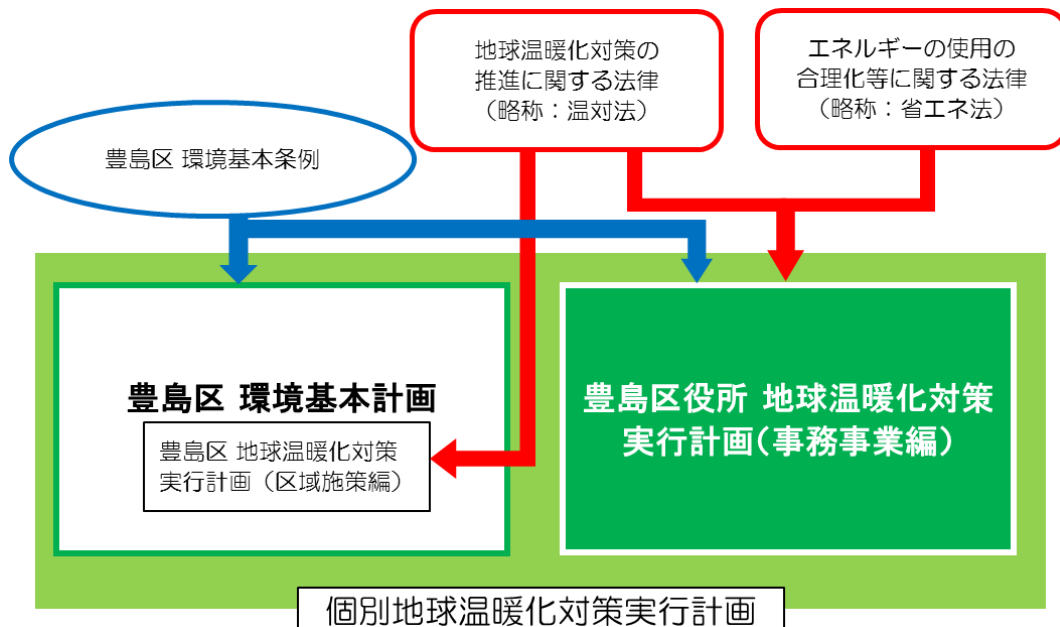 地球温暖化対策の
推進に関する法律
（略称：温対法）
エネルギーの使用の
合理化等に関する法律
（略称：省エネ法）
豊島区 環境基本条例
豊島区 環境基本計画
豊島区 地球温暖化対策
実行計画（区域施策編）
豊島区役所 地球温暖化対策
実行計画（事務事業編）
個別地球温暖化対策実行計画